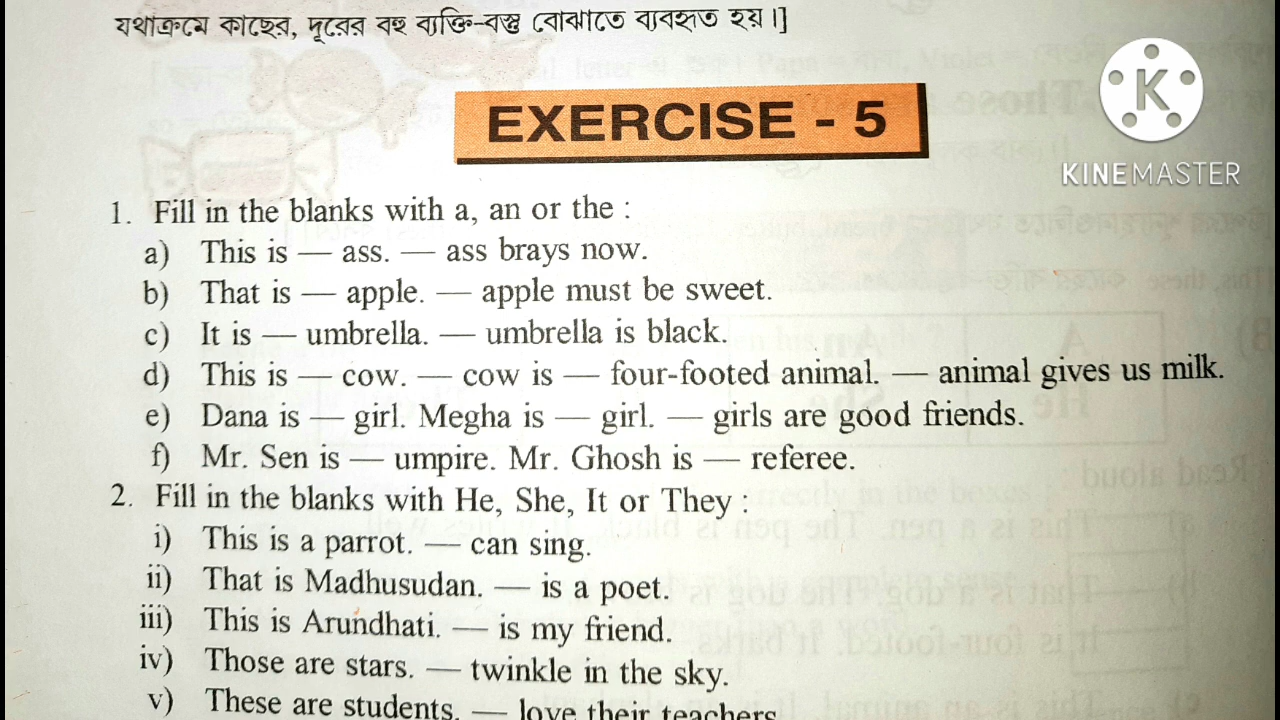 যথাক্রমে কাছের, দূরের বহু ব্যক্তি-বস্তু বোঝাতে ব্যবহৃত হয়।]
EXERCISE - 5
K
KINEMASTER
1. Fill in the blanks with a, an or the :
a) This is — ass. — ass brays now.
b) That is — apple. — apple must be sweet.
c) It is — umbrella. — umbrella is black.
d) This is — cow. — cow is — four-footed animal. — animal gives us milk.
e) Dana is — girl. Megha is — girl. — girls are good friends.
f) Mr. Sen is — umpire. Mr. Ghosh is — referee.
2. Fill in the blanks with He, She, It or They :
i) This is a parrot. — can sing.
ii) That is Madhusudan. — is a poet.
iii) This is Arundhati. — is my friend.
iv) Those are stars. — twinkle in the sky.
v) These are students. — love their teachers